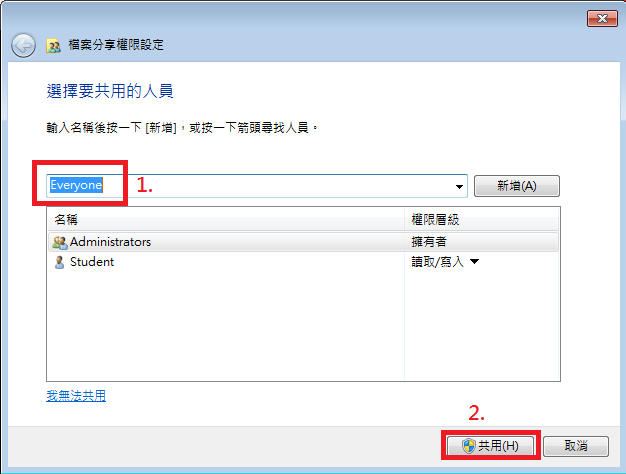 檔案分享權限設定
選擇要共用的人員
輸入名稱後按一下 [新增]，或按一下箭頭尋找人員。
Everyone
1.
新增(A)
名稱
權限層級
Administrators
擁有者
Student
讀取/寫入
我無法共用
2.
共用(H)
取消